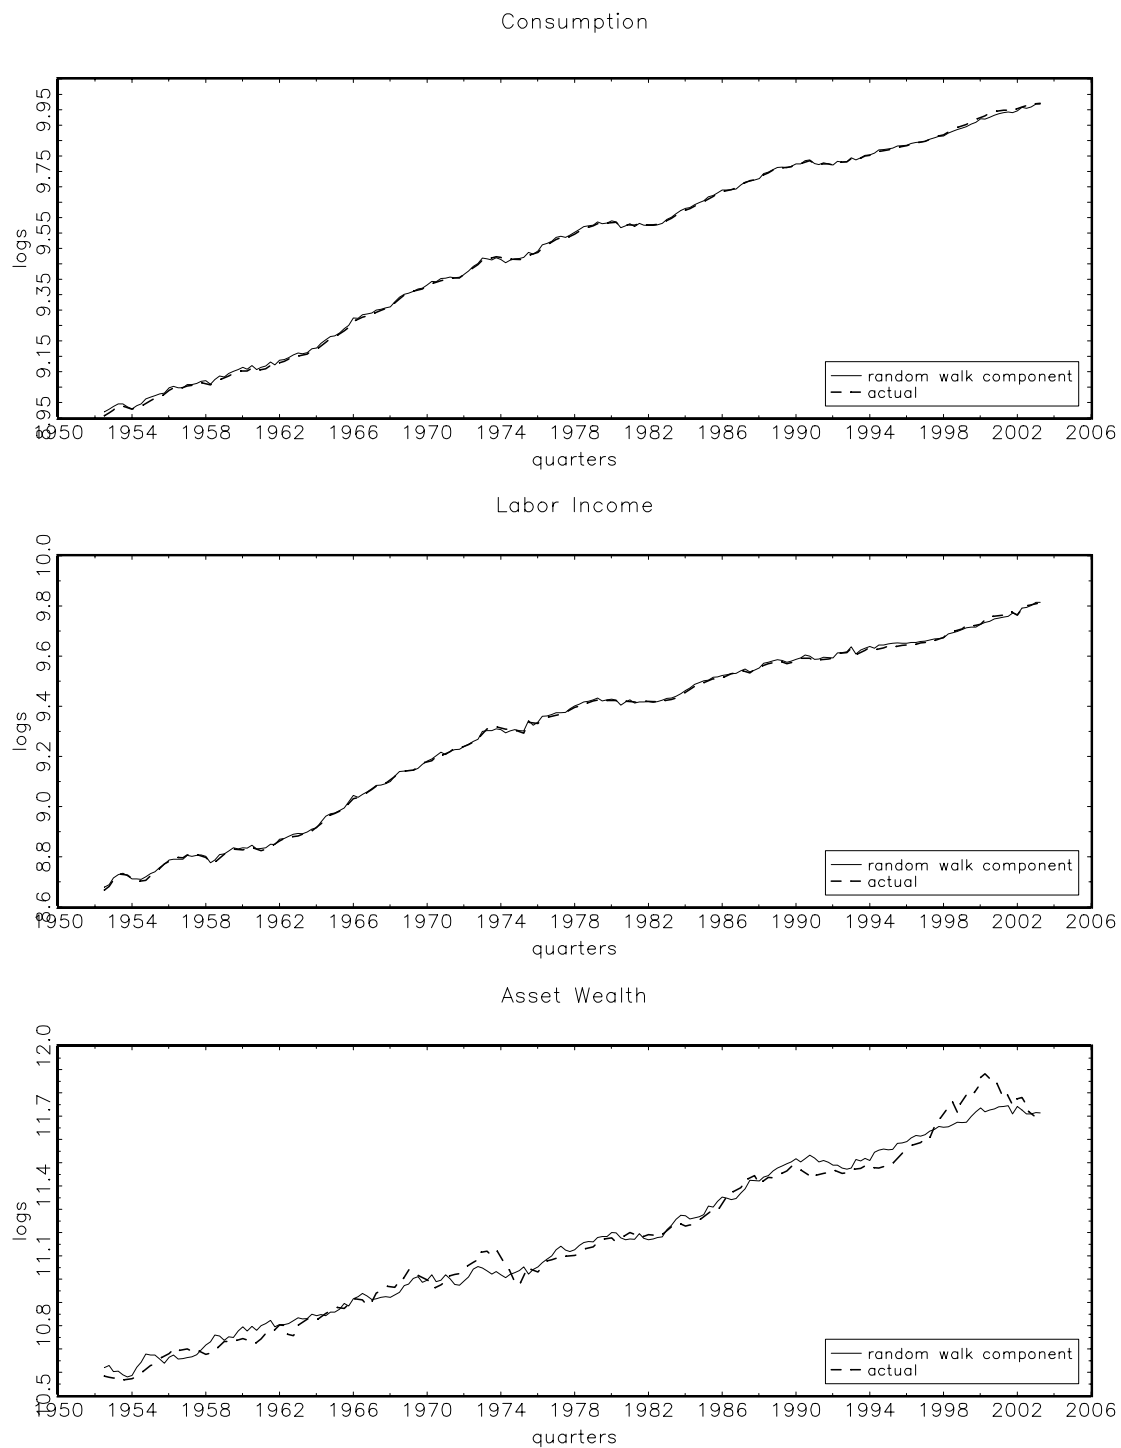 Consumption
9.95
9.75
9.55
9.35
9.15
8.95
logs
random walk component
actual
1950 1954 1958 1962 1966 1970 1974 1978 1982 1986 1990 1994 1998 2002 2006
quarters
Labor Income
10.0
9.8
9.6
9.4
9.2
9.0
8.8
8.6
logs
random walk component
actual
1950 1954 1958 1962 1966 1970 1974 1978 1982 1986 1990 1994 1998 2002 2006
quarters
Asset Wealth
12.0
11.7
11.4
11.1
10.8
10.5
logs
random walk component
actual
1950 1954 1958 1962 1966 1970 1974 1978 1982 1986 1990 1994 1998 2002 2006
quarters